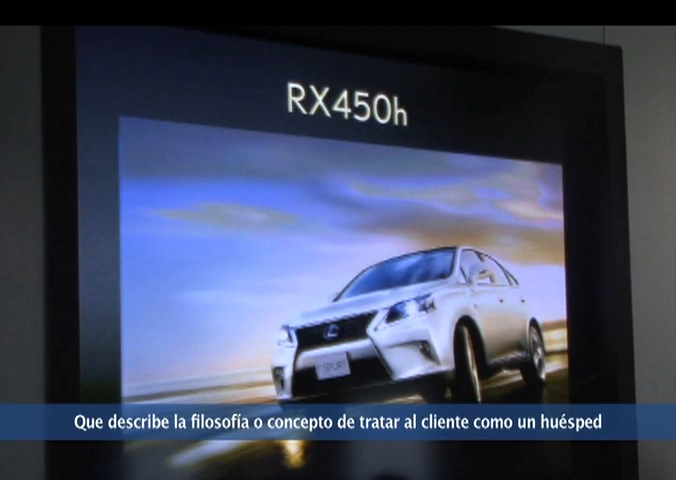 RX450h
SPORT
Que describe la filosofía o concepto de tratar al cliente como un huésped